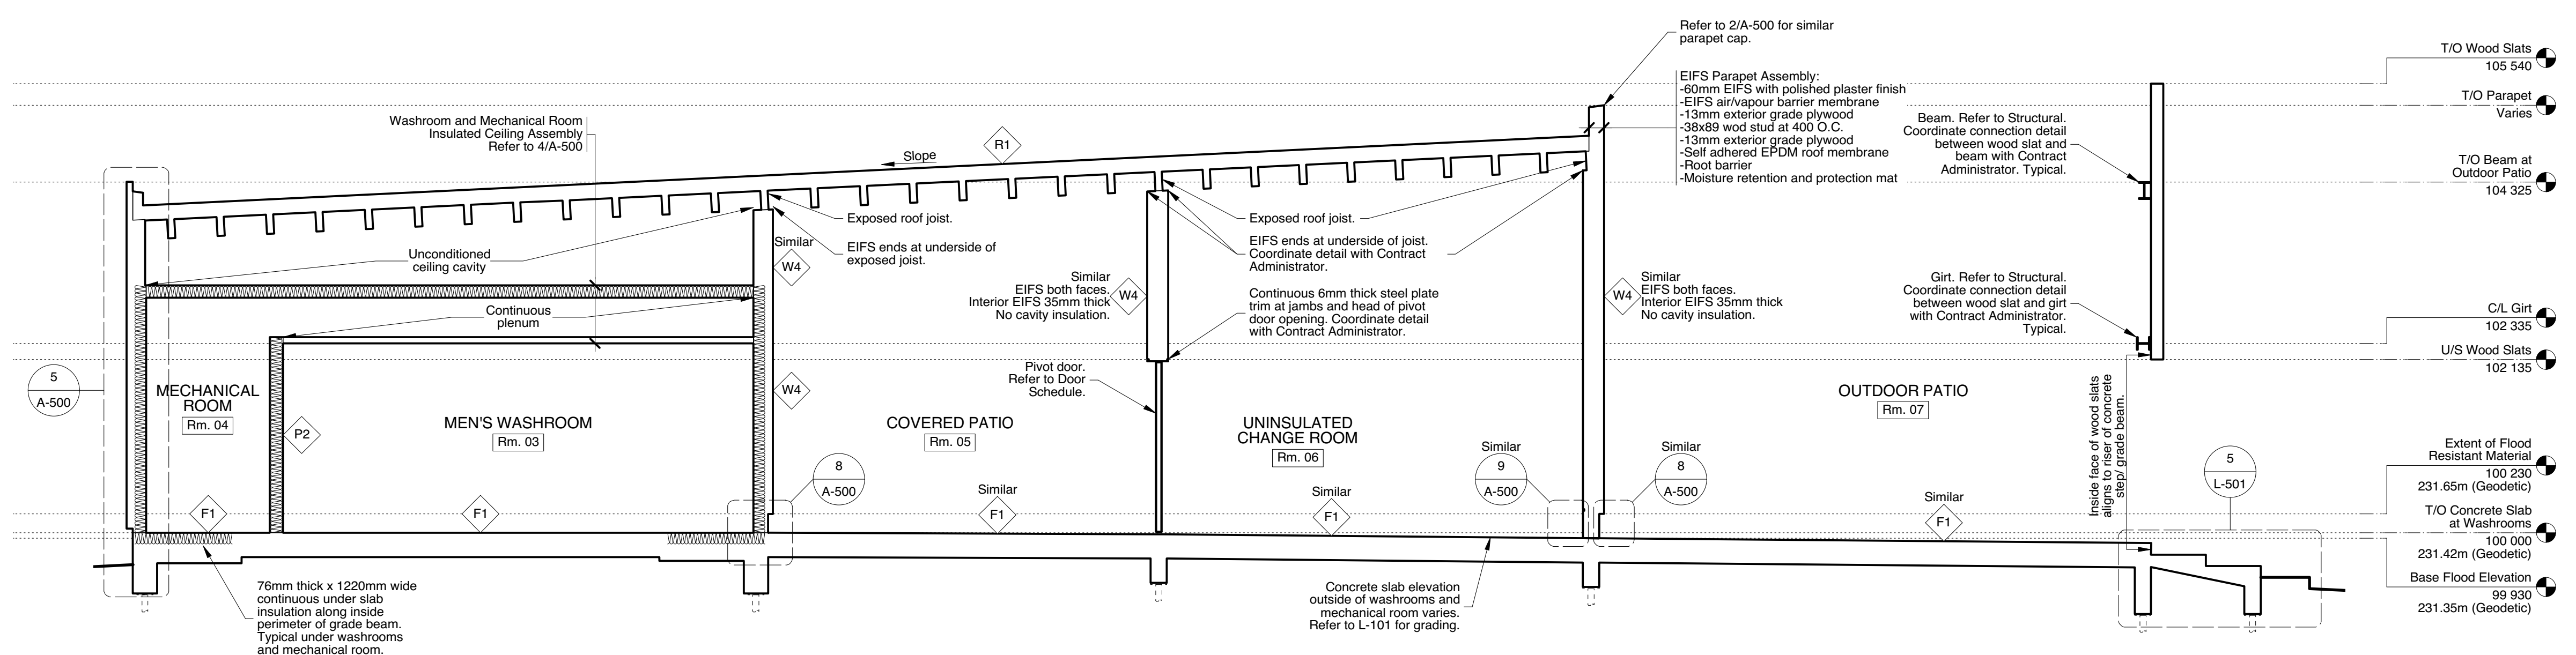 Refer to 2/A-500 for similar
parapet cap.
EIFS Parapet Assembly:
-60mm EIFS with polished plaster finish
-EIFS air/vapour barrier membrane
-13mm exterior grade plywood
-38x89 wod stud at 400 O.C.
-13mm exterior grade plywood
-Self adhered EPDM roof membrane
-Root barrier
-Moisture retention and protection mat
Washroom and Mechanical Room
Insulated Ceiling Assembly
Refer to 4/A-500
Slope
R1
Beam. Refer to Structural.
Coordinate connection detail
between wood slat and
beam with Contract
Administrator. Typical.
T/O Wood Slats
105 540
T/O Parapet
Varies
T/O Beam at
Outdoor Patio
104 325
Unconditioned
ceiling cavity
Exposed roof joist.
EIFS ends at underside of
exposed joist.
Similar
W4
Exposed roof joist.
EIFS ends at underside of joist.
Coordinate detail with Contract
Administrator.
Similar
EIFS both faces.
Interior EIFS 35mm thick
No cavity insulation.
W4
Continuous 6mm thick steel plate
trim at jambs and head of pivot
door opening. Coordinate detail
with Contract Administrator.
W4
Similar
EIFS both faces.
Interior EIFS 35mm thick
No cavity insulation.
Girt. Refer to Structural.
Coordinate connection detail
between wood slat and girt
with Contract Administrator.
Typical.
C/L Girt
102 335
U/S Wood Slats
102 135
Continuous
plenum
5
A-500
MECHANICAL
ROOM
Rm. 04
P2
MEN'S WASHROOM
Rm. 03
W4
Pivot door.
Refer to Door
Schedule.
COVERED PATIO
Rm. 05
UNINSULATED
CHANGE ROOM
Rm. 06
OUTDOOR PATIO
Rm. 07
Inside face of wood slats
aligns to riser of concrete
step/ grade beam.
8
A-500
Similar
9
A-500
Similar
8
A-500
5
L-501
F1
F1
Similar
F1
Similar
F1
Similar
F1
Extent of Flood
Resistant Material
100 230
231.65m (Geodetic)
T/O Concrete Slab
at Washrooms
100 000
231.42m (Geodetic)
Base Flood Elevation
99 930
231.35m (Geodetic)
76mm thick x 1220mm wide
continuous under slab
insulation along inside
perimeter of grade beam.
Typical under washrooms
and mechanical room.
Concrete slab elevation
outside of washrooms and
mechanical room varies.
Refer to L-101 for grading.